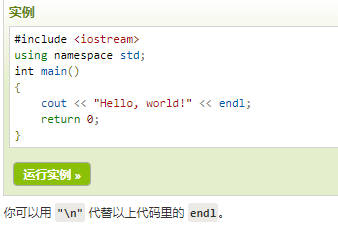 实例
#include <iostream>
using namespace std;
int main()
{
    cout << "Hello, world!" << endl;
    return 0;
}
运行实例 »
你可以用 "\n" 代替以上代码里的 endl。